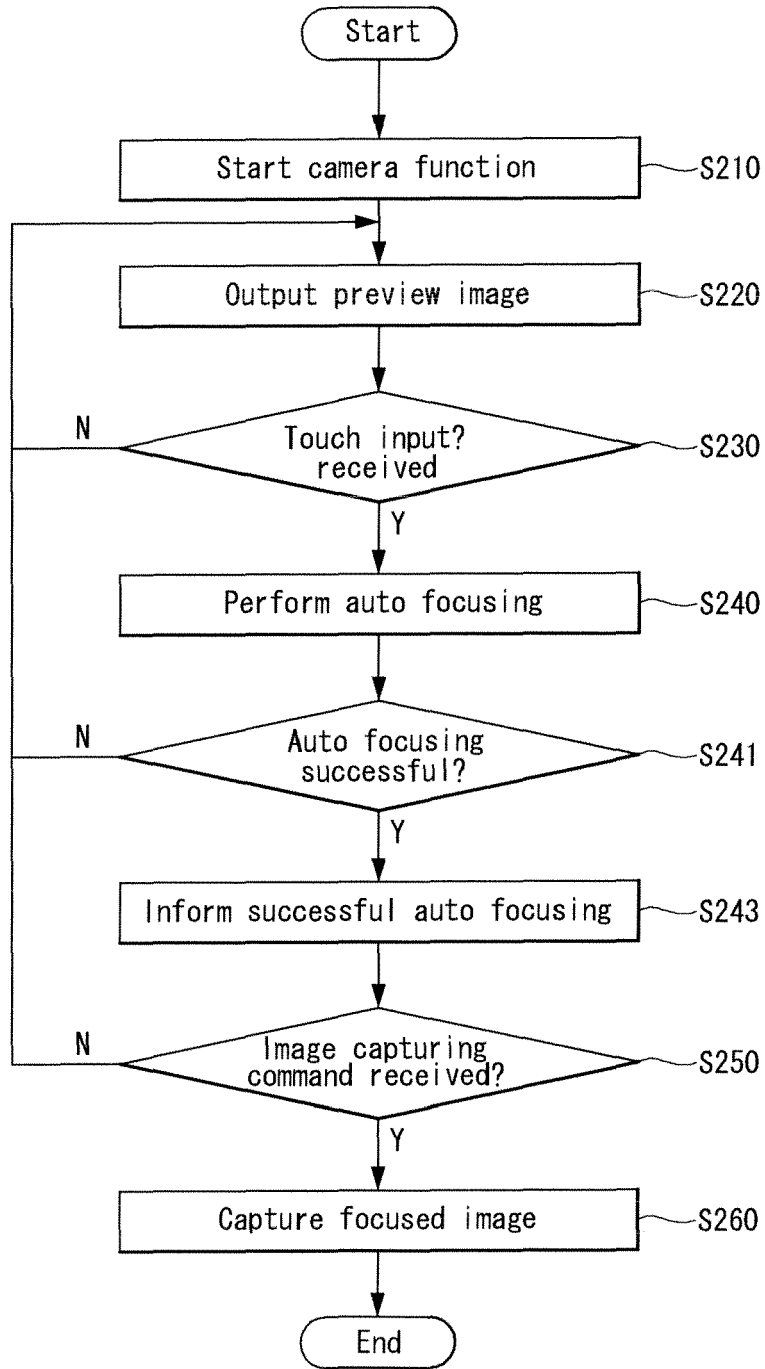 Start
Start camera function
S210
Output preview image
S220
N
Touch input?
received
S230
Y
Perform auto focusing
S240
N
Auto focusing
successful?
S241
Y
Inform successful auto focusing
S243
N
Image capturing
command received?
S250
Y
Capture focused image
S260
End